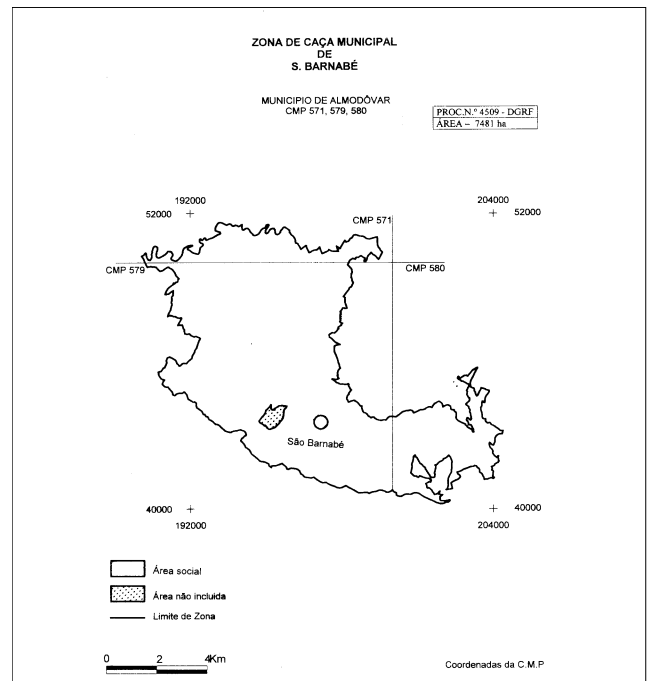 ZONA DE CAÇA MUNICIPAL
DE
S. BARNABÉ
MUNICIPIO DE ALMODÔVAR
CMP 571, 579, 580
PROC.N.º 4509 - DGRF
ÁREA – 7481 ha
192000
204000
52000
CMP 571
52000
CMP 579
CMP 580
São Barnabé
40000
40000
192000
204000
Área social
Área não incluida
Limite de Zona
0 2 4Km
Coordenadas da C.M.P